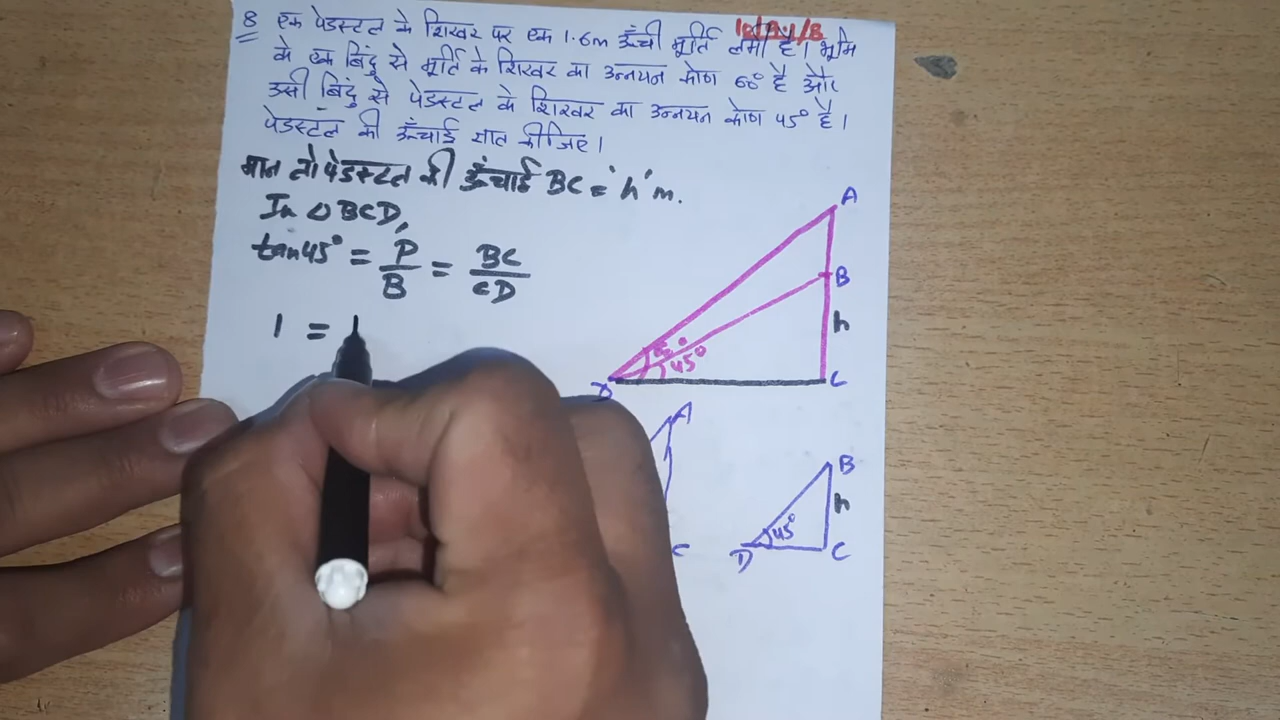 8 एक पेडस्टल के शिखर पर एक 1.6m ऊँची मूर्ति लगी है। भूमि
के एक बिंदु से मूर्ति के शिखर का उन्नयन कोण 60° है और
उसी बिंदु से पेडस्टल के शिखर का उन्नयन कोण 45° है।
पेडस्टल की ऊँचाई ज्ञात कीजिए।
मान लो पेडस्टल की ऊँचाई BC = 'h' m.
In △ BCD,
tan45° = P/B = BC/CD
1 =
A
B
h
45°
D
C
A
C
B
h
45°
D
C